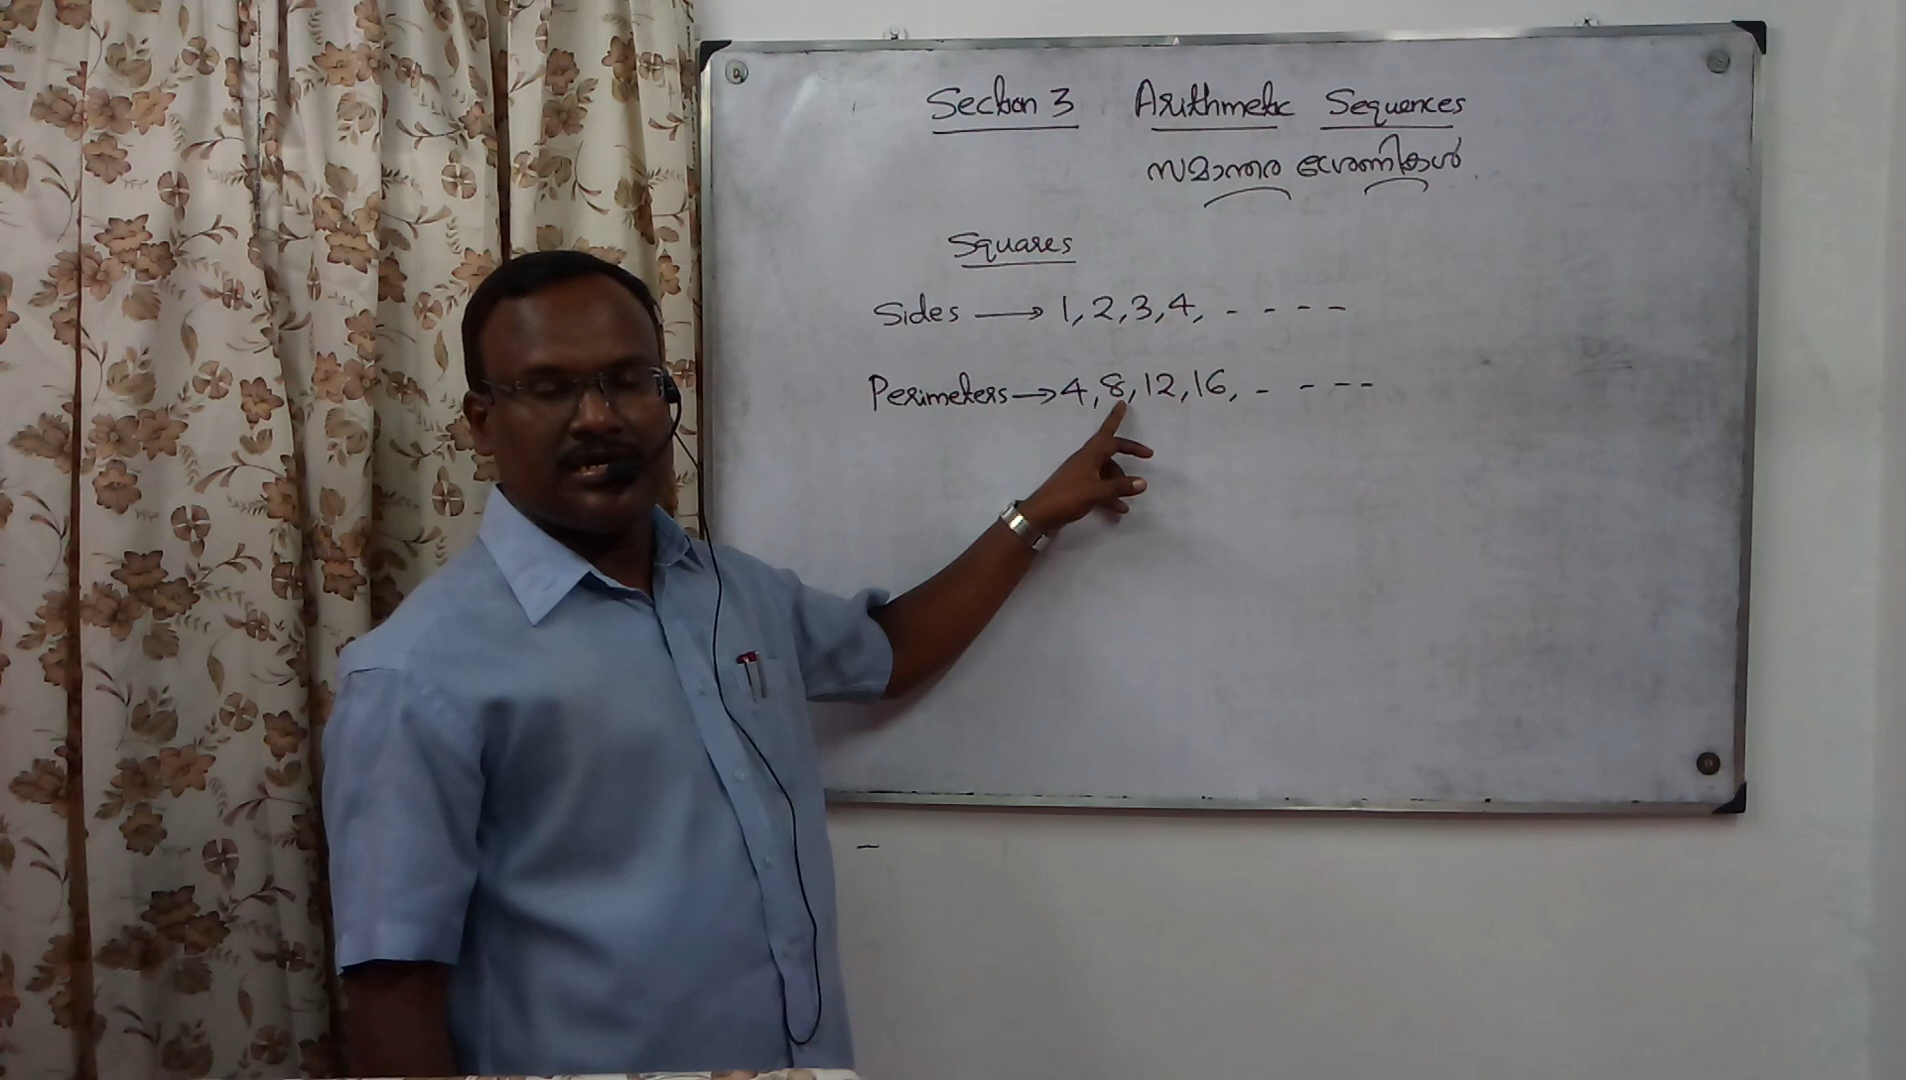 Section 3 Arithmetic Sequences
സമാന്തര ശ്രേണികൾ
Squares
Sides → 1, 2, 3, 4, - - - -
Perimeters → 4, 8, 12, 16, - - - -